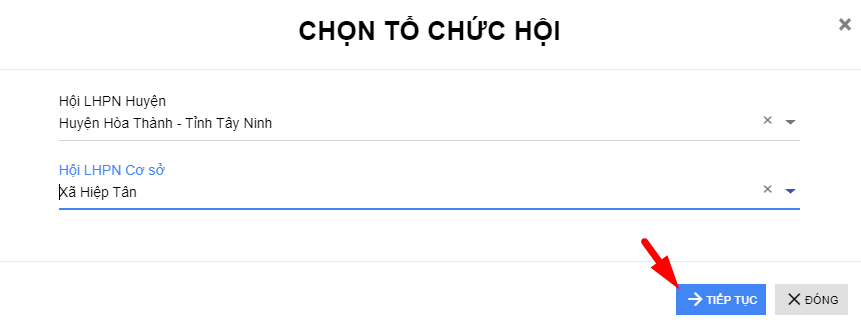 CHỌN TỔ CHỨC HỘI
Hội LHPN Huyện
Huyện Hòa Thành - Tỉnh Tây Ninh
Hội LHPN Cơ sở
Xã Hiệp Tân
TIẾP TỤC
ĐÓNG